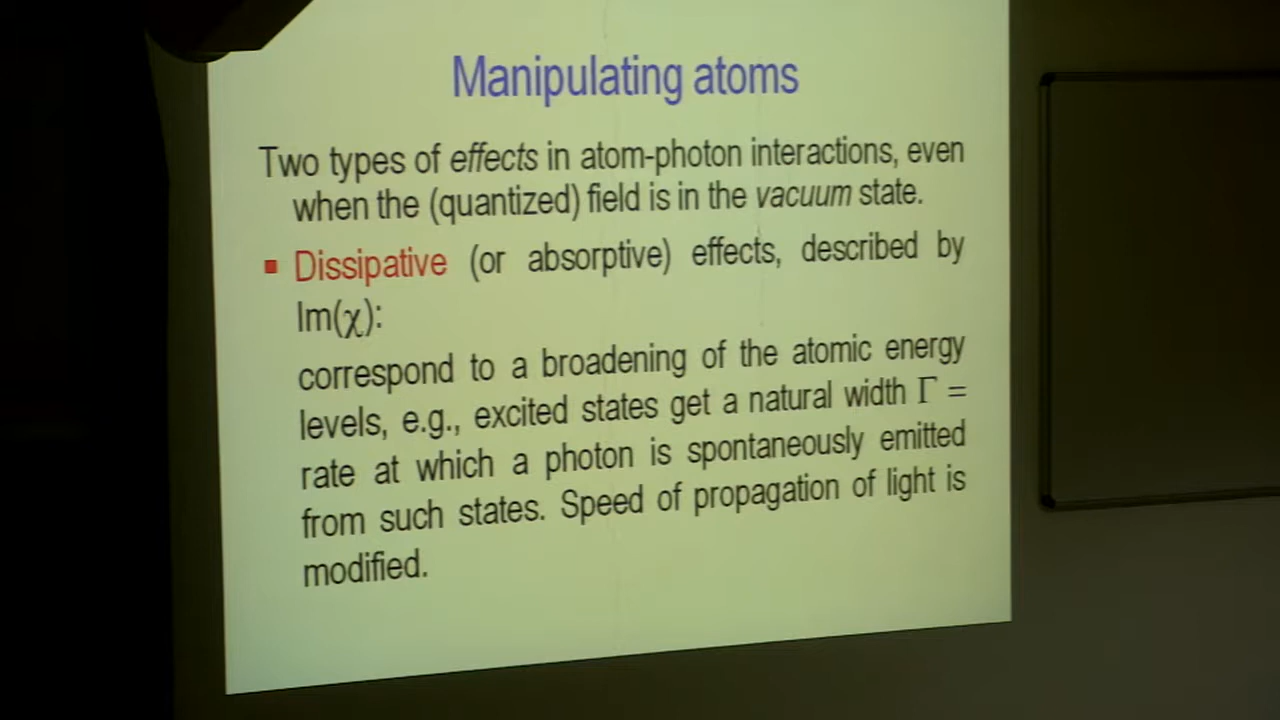 Manipulating atoms
Two types of effects in atom-photon interactions, even
when the (quantized) field is in the vacuum state.
▪ Dissipative (or absorptive) effects, described by
Im(χ):
correspond to a broadening of the atomic energy
levels, e.g., excited states get a natural width Γ =
rate at which a photon is spontaneously emitted
from such states. Speed of propagation of light is
modified.